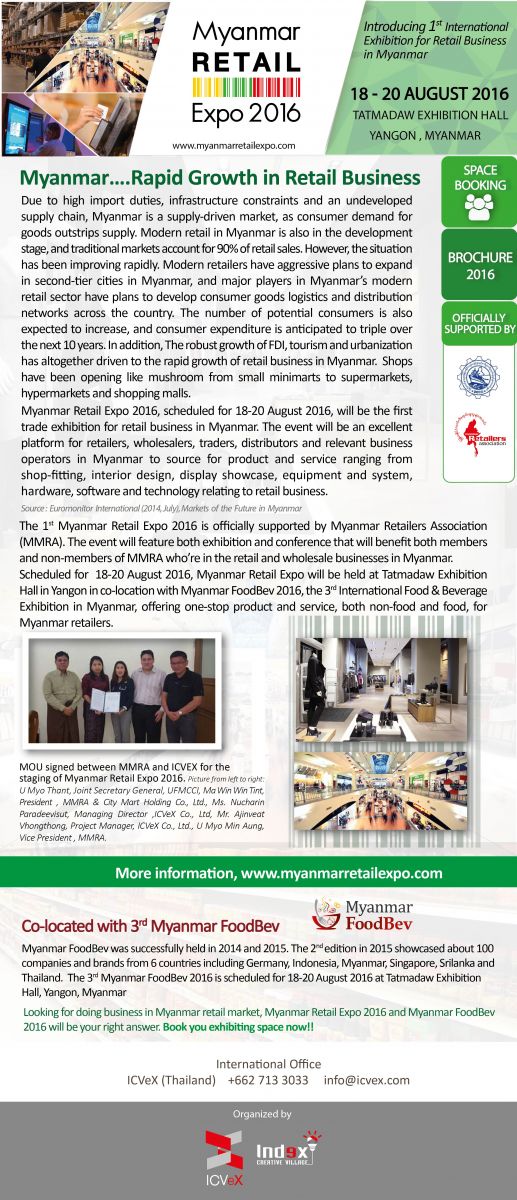 Myanmar
RETAIL
Expo 2016
www.myanmarretailexpo.com
Introducing 1st International
Exhibition for Retail Business
in Myanmar
18 - 20 AUGUST 2016
TATMADAW EXHIBITION HALL
YANGON , MYANMAR
Myanmar....Rapid Growth in Retail Business
Due to high import duties, infrastructure constraints and an undeveloped
supply chain, Myanmar is a supply-driven market, as consumer demand for
goods outstrips supply. Modern retail in Myanmar is also in the development
stage, and traditional markets account for 90% of retail sales. However, the situation
has been improving rapidly. Modern retailers have aggressive plans to expand
in second-tier cities in Myanmar, and major players in Myanmar's modern
retail sector have plans to develop consumer goods logistics and distribution
networks across the country. The number of potential consumers is also
expected to increase, and consumer expenditure is anticipated to triple over
the next 10 years. In addition, The robust growth of FDI, tourism and urbanization
has altogether driven to the rapid growth of retail business in Myanmar. Shops
have been opening like mushroom from small minimarts to supermarkets,
hypermarkets and shopping malls.
Myanmar Retail Expo 2016, scheduled for 18-20 August 2016, will be the first
trade exhibition for retail business in Myanmar. The event will be an excellent
platform for retailers, wholesalers, traders, distributors and relevant business
operators in Myanmar to source for product and service ranging from
shop-fitting, interior design, display showcase, equipment and system,
hardware, software and technology relating to retail business.
Source : Euromonitor International (2014, July), Markets of the Future in Myanmar
SPACE
BOOKING
BROCHURE
2016
OFFICIALLY
SUPPORTED BY
Retailers
association
The 1st Myanmar Retail Expo 2016 is officially supported by Myanmar Retailers Association
(MMRA). The event will feature both exhibition and conference that will benefit both members
and non-members of MMRA who're in the retail and wholesale businesses in Myanmar.
Scheduled for 18-20 August 2016, Myanmar Retail Expo will be held at Tatmadaw Exhibition
Hall in Yangon in co-location with Myanmar FoodBev 2016, the 3rd International Food & Beverage
Exhibition in Myanmar, offering one-stop product and service, both non-food and food, for
Myanmar retailers.
MOU signed between MMRA and ICVEX for the
staging of Myanmar Retail Expo 2016. Picture from left to right:
U Myo Thant, Joint Secretary General, UFMCCI, Ma Win Win Tint,
President , MMRA & City Mart Holding Co., Ltd., Ms. Nucharin
Paradeevisut, Managing Director ,ICVeX Co., Ltd, Mr. Ajinveat
Vhongthong, Project Manager, ICVeX Co., Ltd., U Myo Min Aung,
Vice President , MMRA.
More information, www.myanmarretailexpo.com
Co-located with 3rd Myanmar FoodBev
Myanmar
FoodBev
Myanmar FoodBev was successfully held in 2014 and 2015. The 2nd edition in 2015 showcased about 100
companies and brands from 6 countries including Germany, Indonesia, Myanmar, Singapore, Srilanka and
Thailand. The 3rd Myanmar FoodBev 2016 is scheduled for 18-20 August 2016 at Tatmadaw Exhibition
Hall, Yangon, Myanmar
Looking for doing business in Myanmar retail market, Myanmar Retail Expo 2016 and Myanmar FoodBev
2016 will be your right answer. Book you exhibiting space now!!
International Office
ICVeX (Thailand) +662 713 3033 info@icvex.com
Organized by
ICVeX
Index
CREATIVE VILLAGE